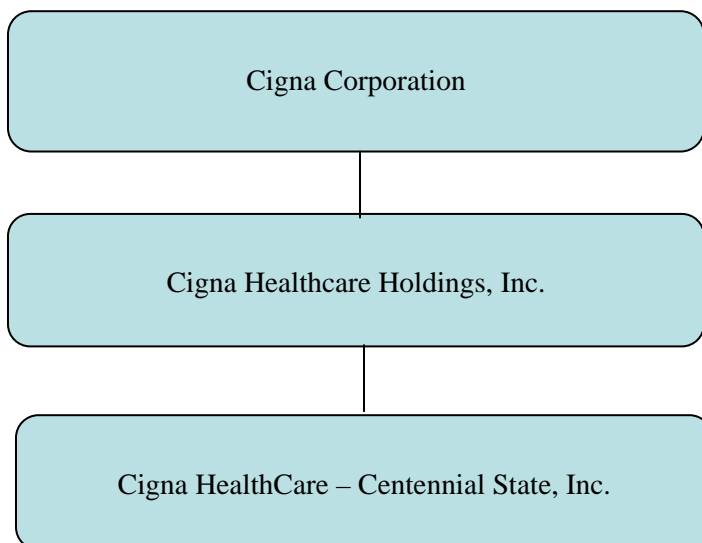 Cigna Corporation
Cigna Healthcare Holdings, Inc.
Cigna HealthCare – Centennial State, Inc.